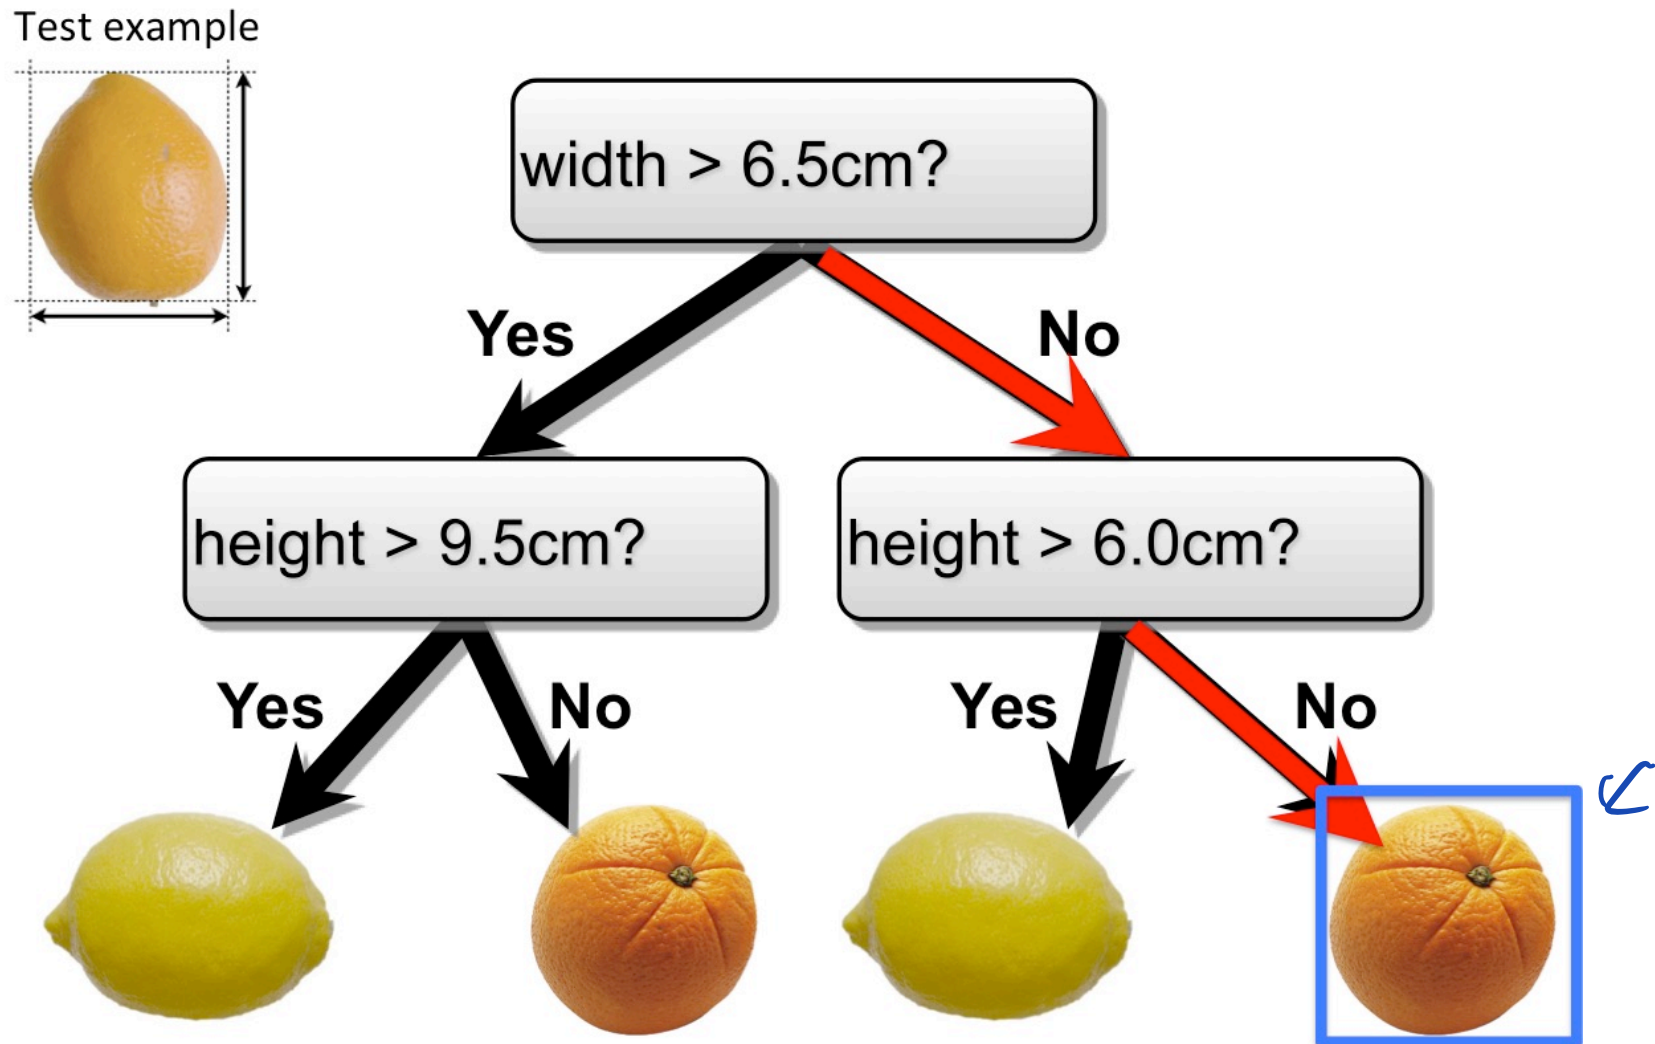 Test example
width > 6.5cm?
Yes
No
height > 9.5cm?
height > 6.0cm?
Yes
No
Yes
No